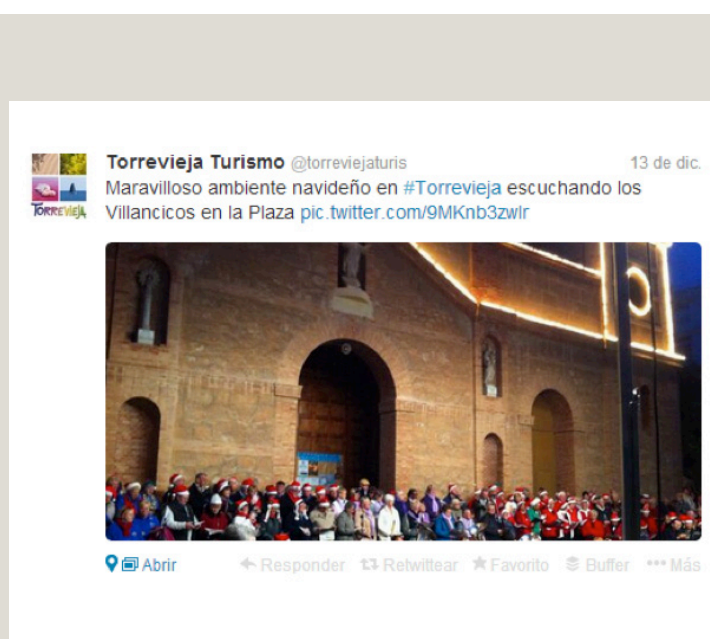 Torrevieja Turismo @torreviejaturis 13 de dic.
Maravilloso ambiente navideño en #Torrevieja escuchando los
Villancicos en la Plaza pic.twitter.com/9MKnb3zwlr
TORREVIEJA
Abrir Responder Retwittear Favorito Buffer Más